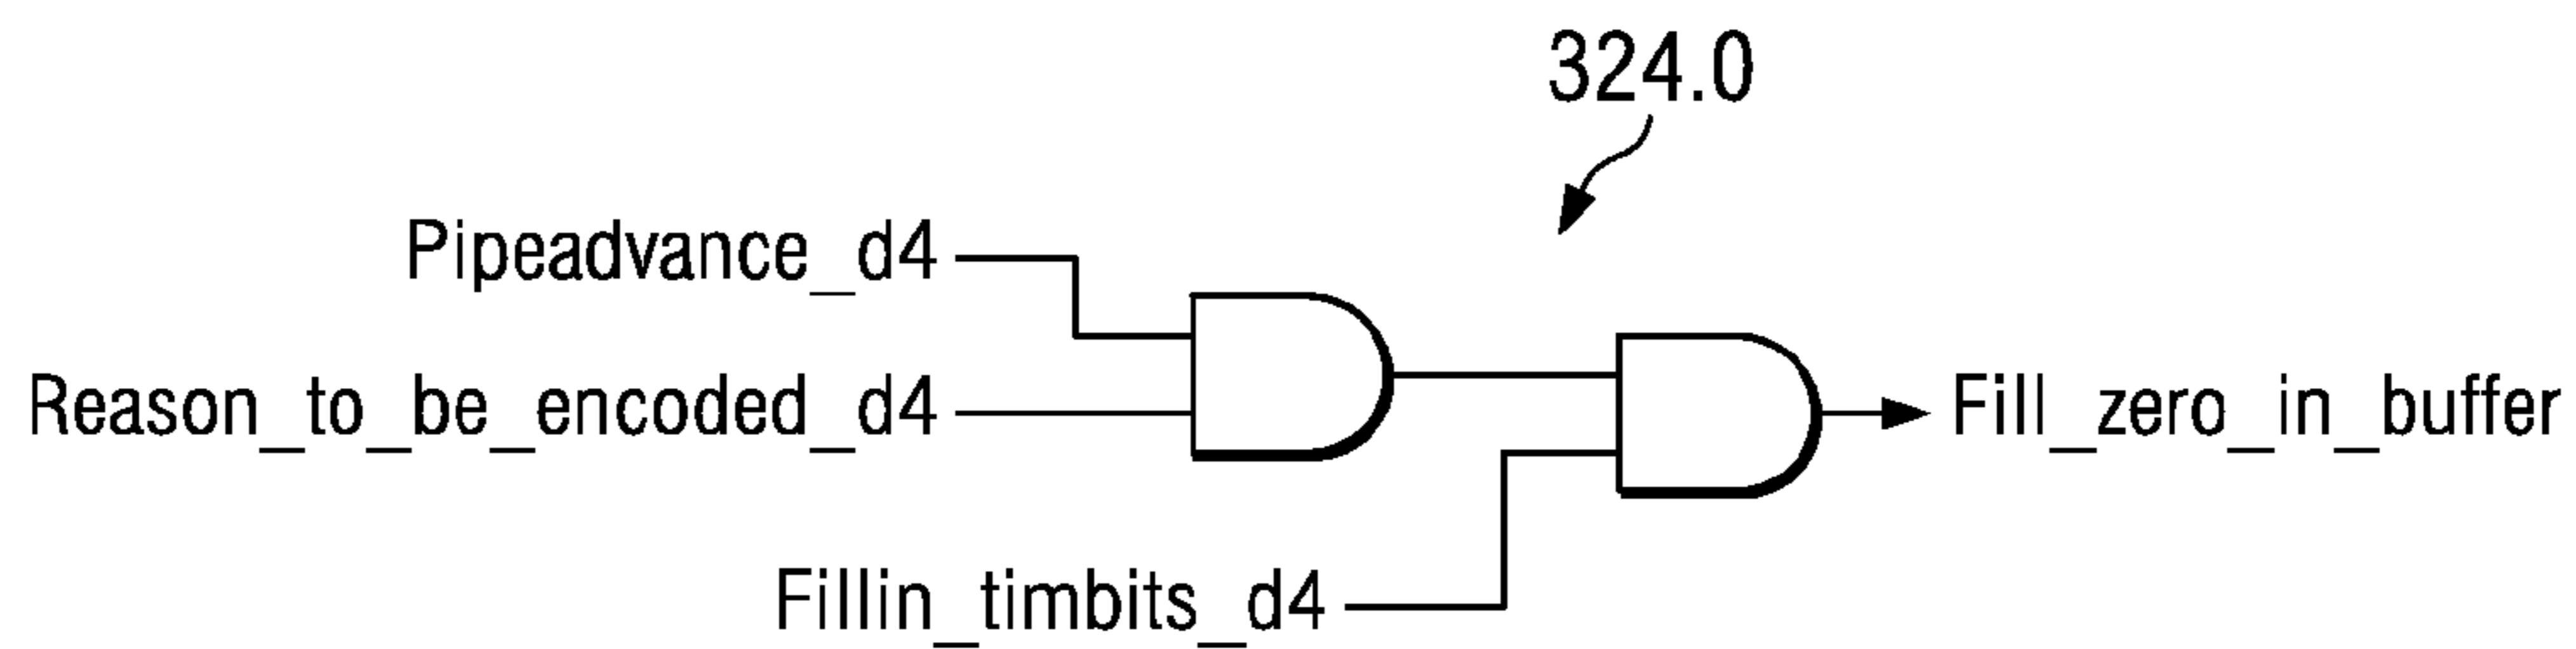 324.0
Pipeadvance_d4
Reason_to_be_encoded_d4
Fill_zero_in_buffer
Fillin_timbits_d4